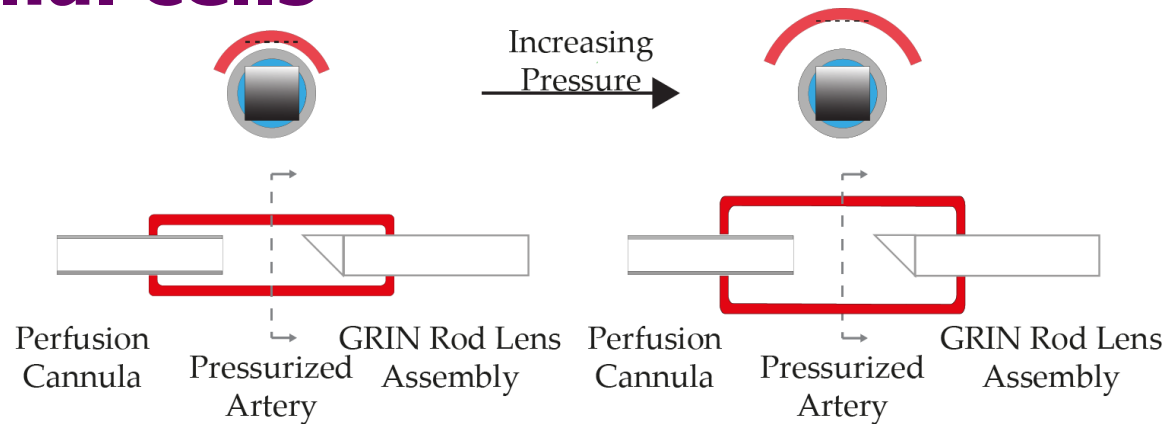 Increasing
Pressure
Perfusion
Cannula
Pressurized
Artery
GRIN Rod Lens
Assembly
Perfusion
Cannula
Pressurized
Artery
GRIN Rod Lens
Assembly